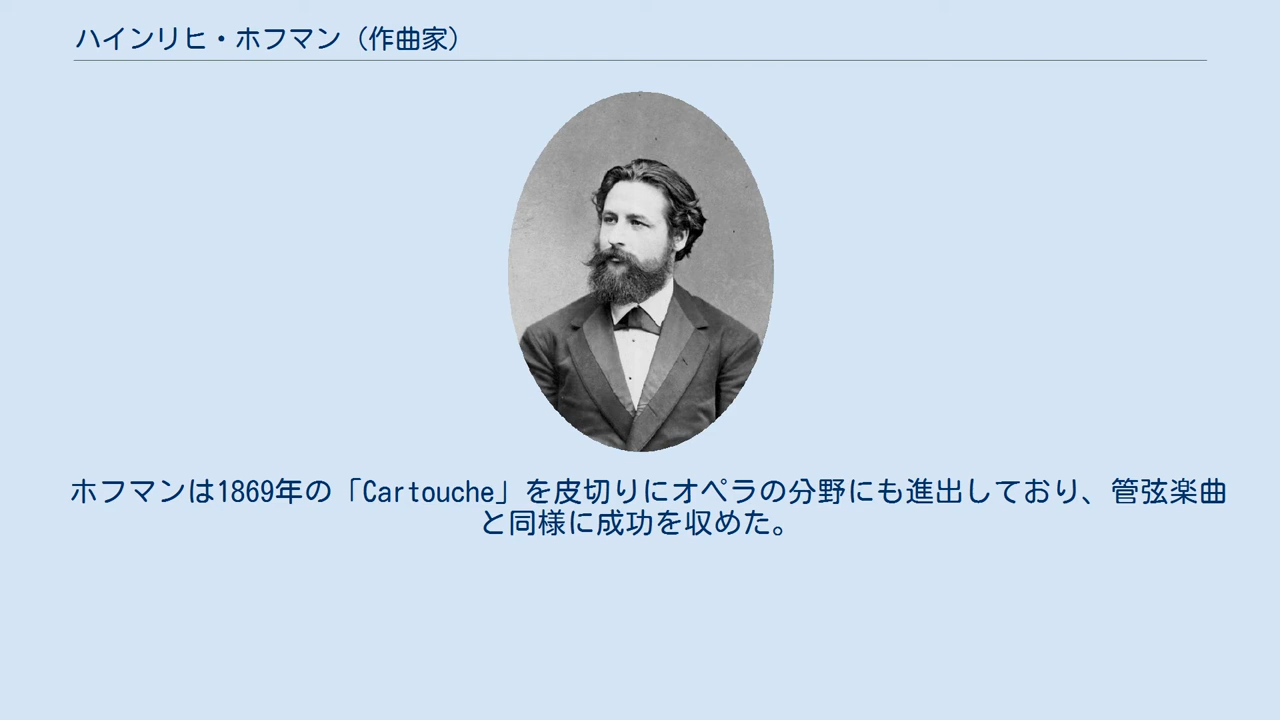 ハインリヒ・ホフマン（作曲家）
ホフマンは1869年の「Cartouche」を皮切りにオペラの分野にも進出しており、管弦楽曲
と同様に成功を収めた。